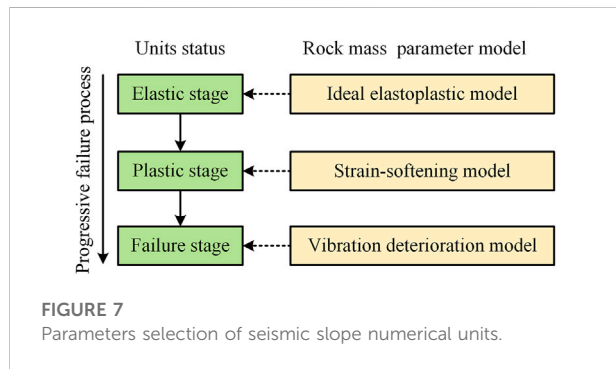 Units status
Rock mass parameter model
Progressive failure process
Elastic stage
Ideal elastoplastic model
Plastic stage
Strain-softening model
Failure stage
Vibration deterioration model
FIGURE 7
Parameters selection of seismic slope numerical units.